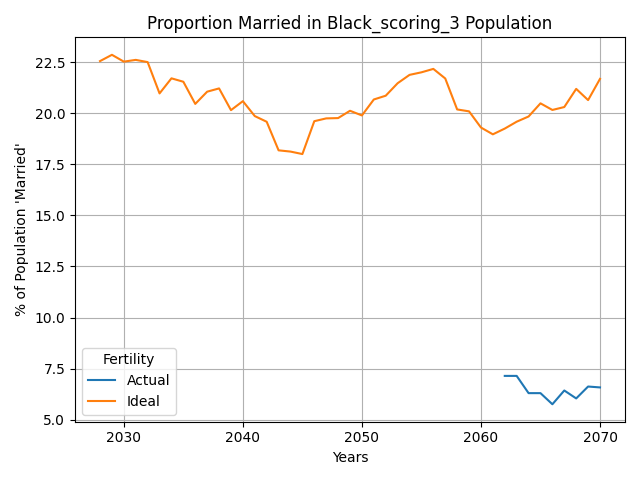 Proportion Married in Black_scoring_3 Population
% of Population 'Married'
22.5
20.0
17.5
15.0
12.5
10.0
7.5
5.0
Fertility
Actual
Ideal
2030 2040 2050 2060 2070
Years